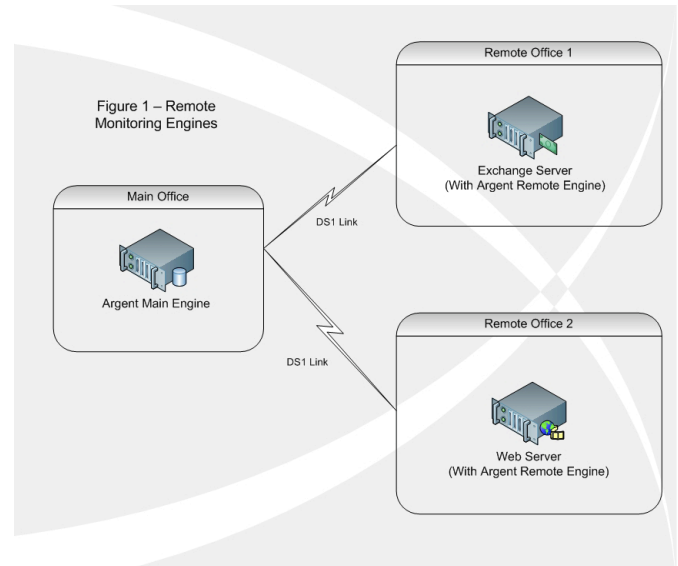 Figure 1 – Remote
Monitoring Engines
Main Office
Argent Main Engine
DS1 Link
DS1 Link
Remote Office 1
Exchange Server
(With Argent Remote Engine)
Remote Office 2
Web Server
(With Argent Remote Engine)